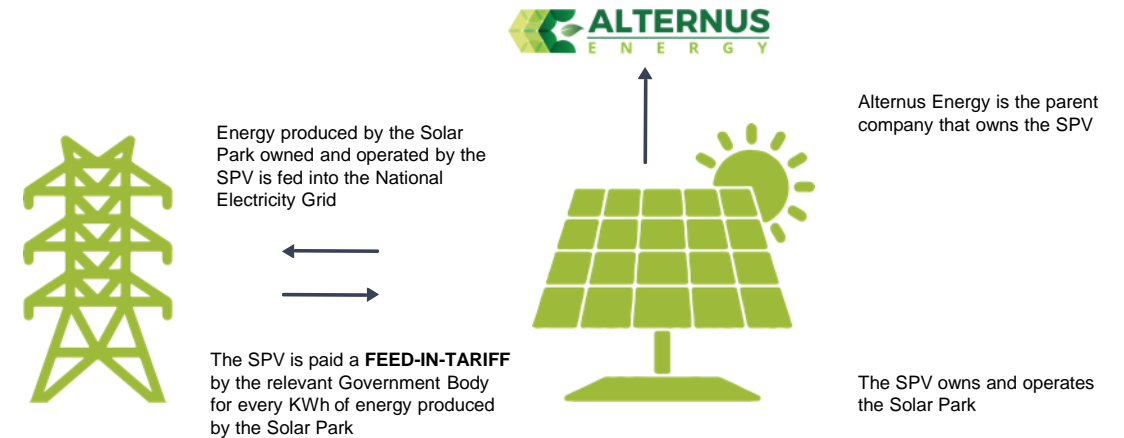 ALTERNUS
ENERGY
Alternus Energy is the parent
company that owns the SPV
Energy produced by the Solar
Park owned and operated by the
SPV is fed into the National
Electricity Grid
The SPV is paid a FEED-IN-TARIFF
by the relevant Government Body
for every KWh of energy produced
by the Solar Park
The SPV owns and operates
the Solar Park